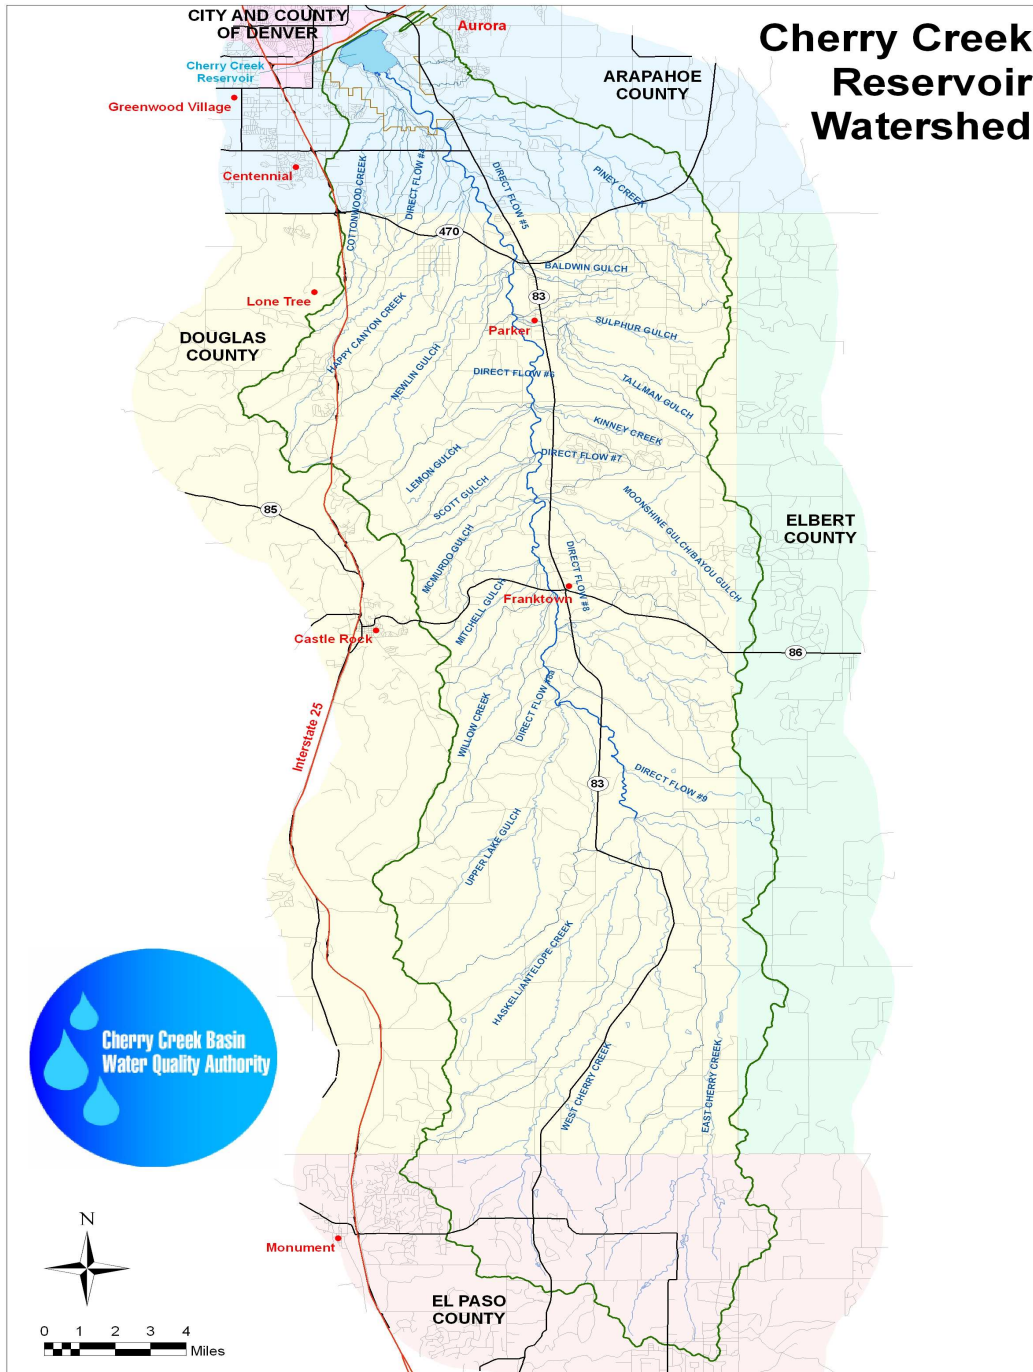 Cherry Creek
Reservoir
Watershed
CITY AND COUNTY
OF DENVER
Aurora
Cherry Creek
Reservoir
ARAPAHOE
COUNTY
Greenwood Village
Centennial
COTTONWOOD CREEK
DIRECT FLOW #4
DIRECT FLOW #5
PINEY CREEK
470
BALDWIN GULCH
83
Lone Tree
Parker
SULPHUR GULCH
DOUGLAS
COUNTY
HAPPY CANYON CREEK
NEWLIN GULCH
DIRECT FLOW #6
TALLMAN GULCH
KINNEY CREEK
DIRECT FLOW #7
LEMON GULCH
SCOTT GULCH
85
MOONSHINE GULCH/BAYOU GULCH
ELBERT
COUNTY
MCMURDO GULCH
DIRECT FLOW #8
MITCHELL GULCH
Franktown
Castle Rock
86
WILLOW CREEK
DIRECT FLOW #8a
Interstate 25
DIRECT FLOW #9
83
UPPER LAKE GULCH
HASKELL/ANTELOPE CREEK
WEST CHERRY CREEK
EAST CHERRY CREEK
Cherry Creek Basin
Water Quality Authority
N
Monument
EL PASO
COUNTY
0 1 2 3 4
Miles